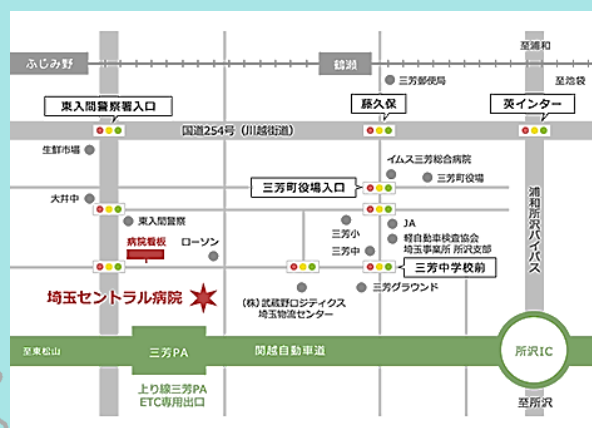 至浦和
ふじみ野
鶴瀬
三芳郵便局
至池袋
東入間警察署入口
藤久保
英インター
国道254号（川越街道）
生鮮市場
イムス三芳総合病院
三芳町役場
三芳町役場入口
大井中
浦和所沢バイパス
東入間警察
三芳小
JA
病院看板
ローソン
軽自動車検査協会
埼玉事業所 所沢支部
三芳中
三芳中学校前
埼玉セントラル病院
三芳グラウンド
(株)武蔵野ロジティクス
埼玉物流センター
至東松山
三芳PA
関越自動車道
所沢IC
上り線三芳PA
ETC専用出口
至所沢